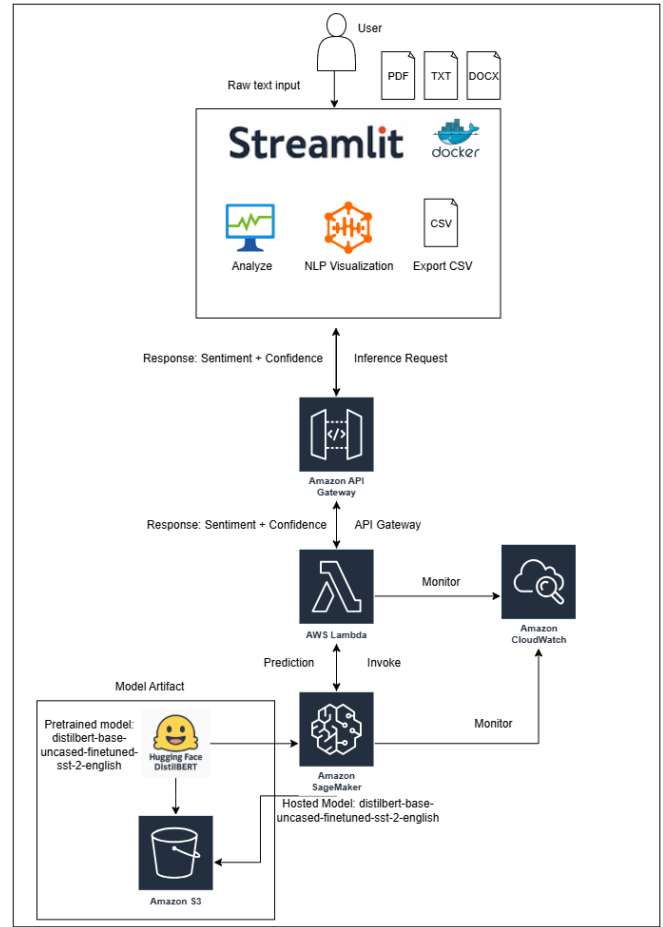 User
PDF
TXT
DOCX
Raw text input
Streamlit
docker
CSV
Analyze
NLP Visualization
Export CSV
Response: Sentiment + Confidence
Inference Request
</>
Amazon API
Gateway
Response: Sentiment + Confidence
API Gateway
AWS Lambda
Monitor
Amazon
CloudWatch
Prediction
Invoke
Model Artifact
Pretrained model:
distilbert-base-
uncased-finetuned-
sst-2-english
Hugging Face
DistilBERT
Monitor
Amazon
SageMaker
Hosted Model: distilbert-base-
uncased-finetuned-sst-2-english
Amazon S3